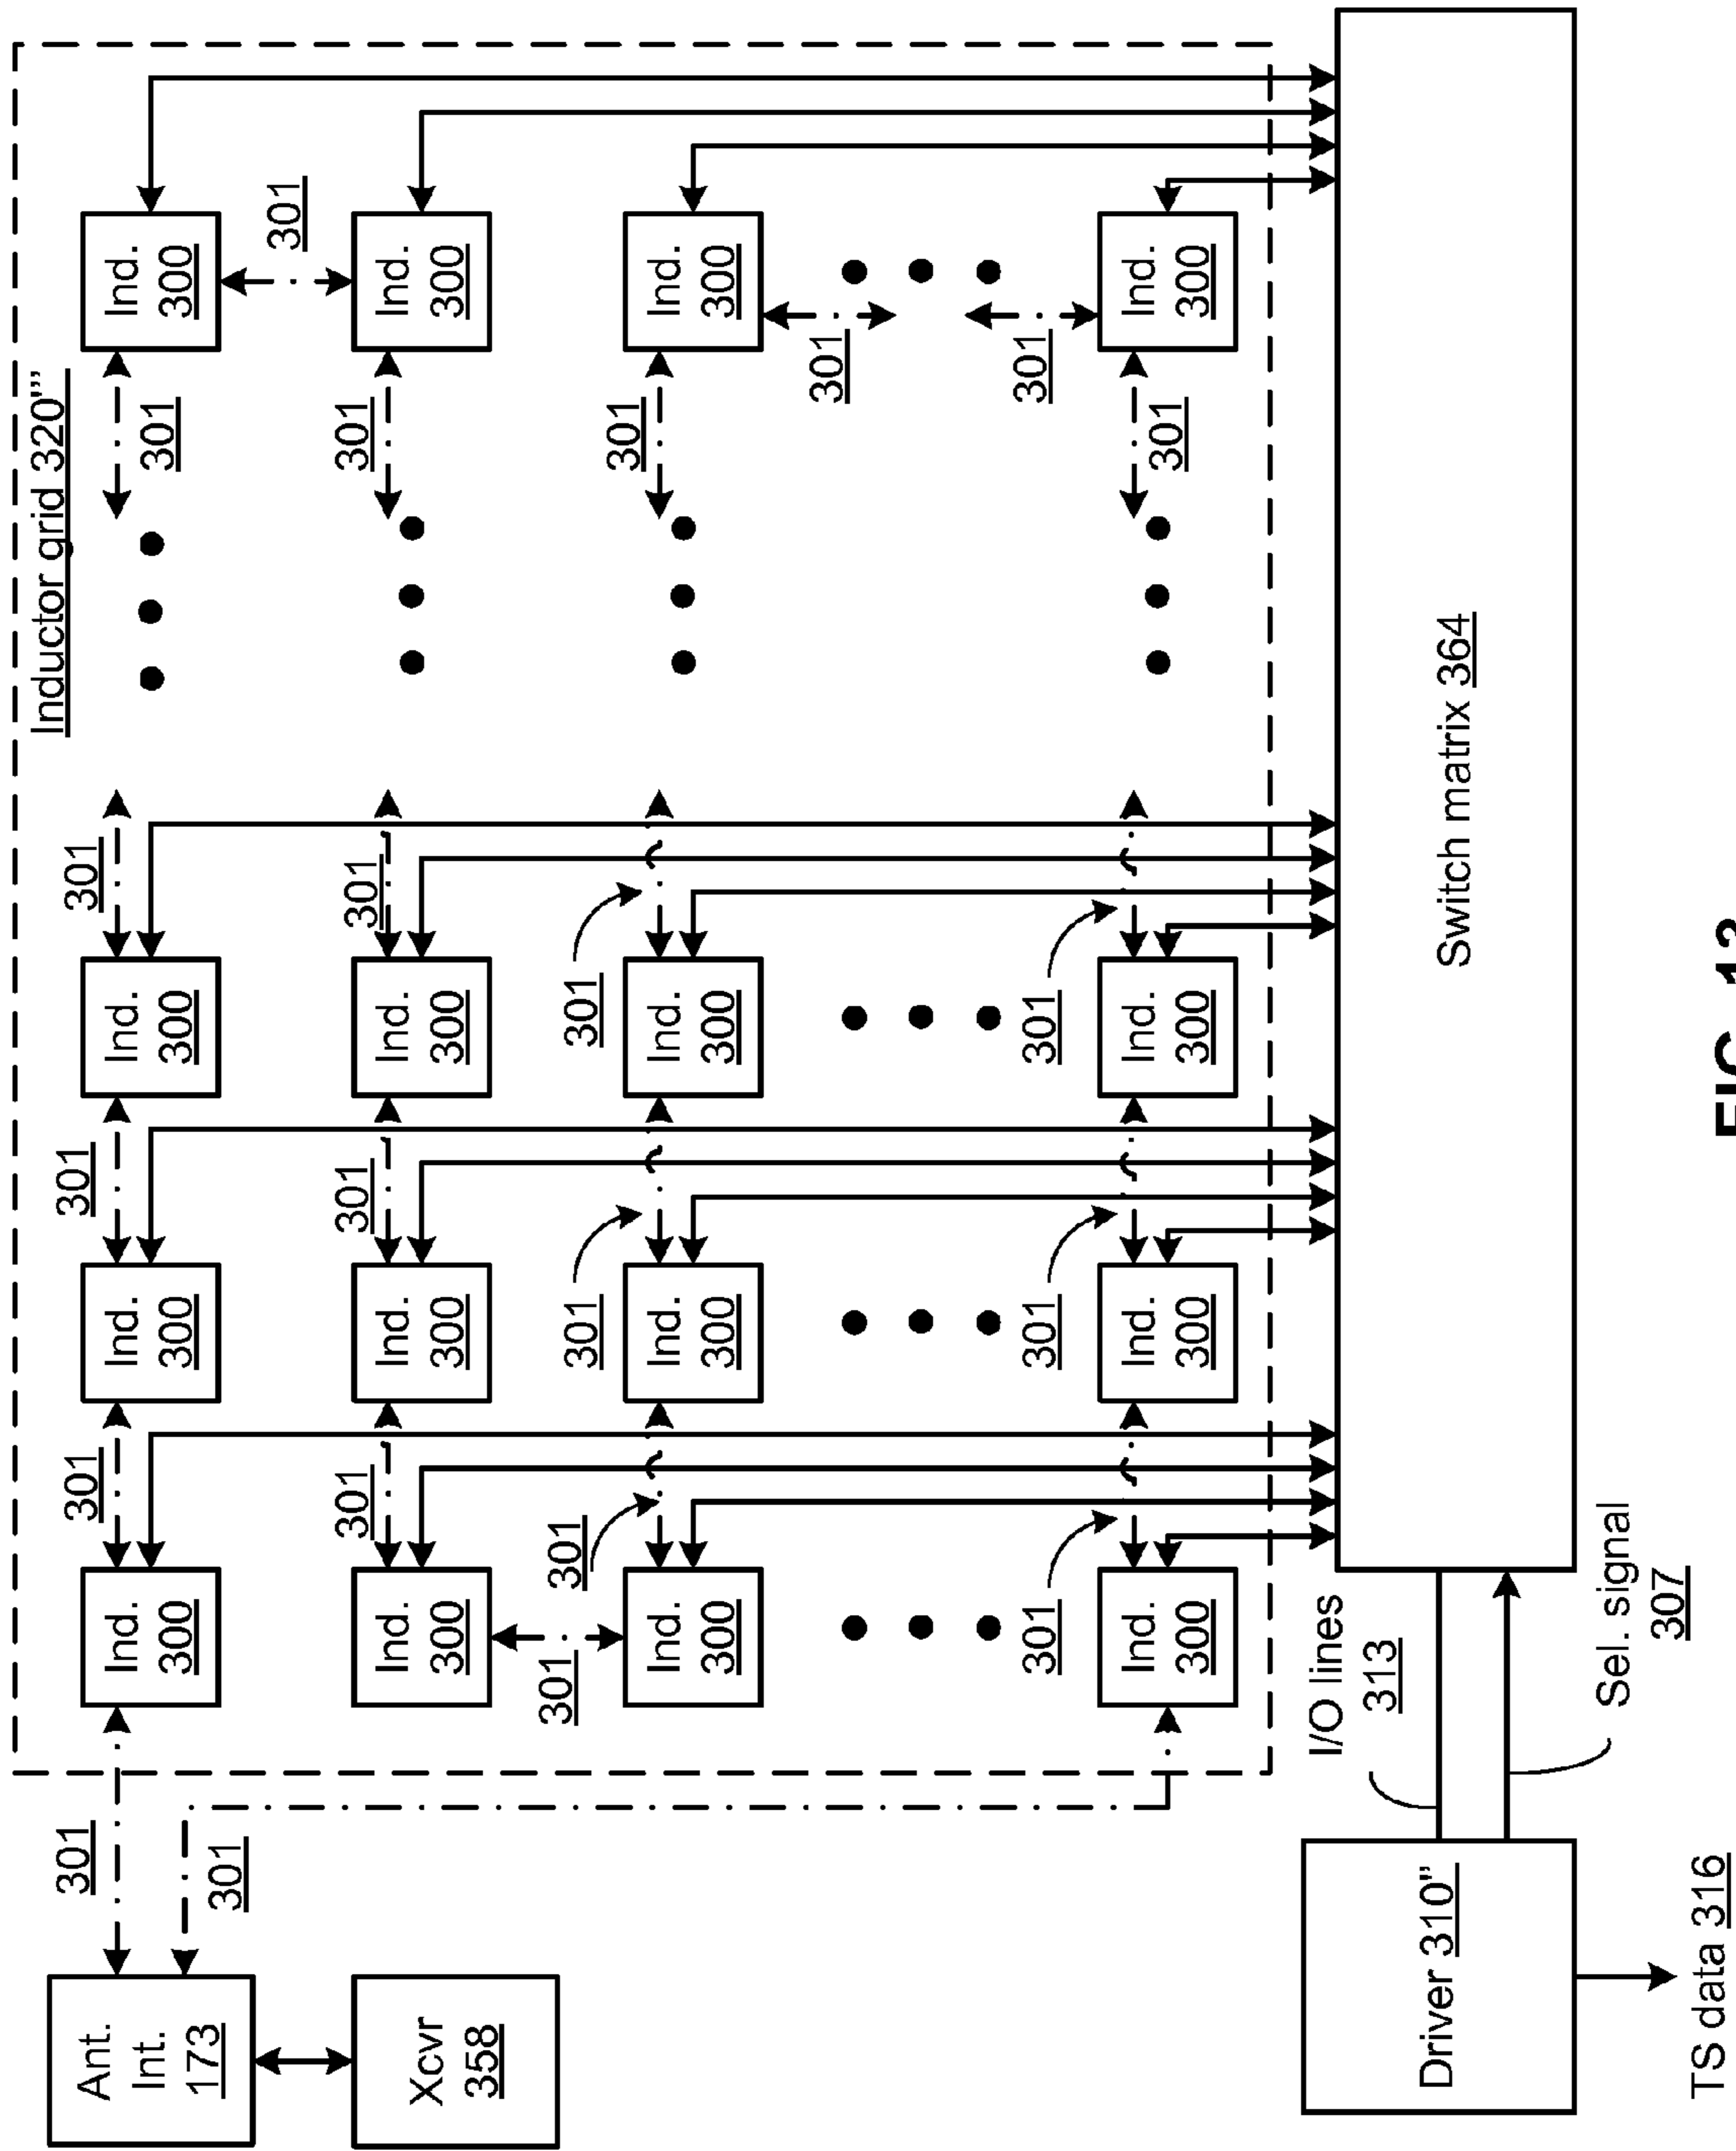 Inductor grid 320'''
Ant.
Int.
173
301
301
301
301
301
Ind.
300
Ind.
300
Ind.
300
Ind.
300
301
301
Xcvr
358
301
301
301
301
Ind.
300
Ind.
300
Ind.
300
Ind.
300
301
301
301
301
301
Ind.
300
Ind.
300
Ind.
300
Ind.
300
301
301
301
301
301
301
Ind.
300
Ind.
300
Ind.
300
Ind.
300
I/O lines
313
Driver 310"
Switch matrix 364
Sel. signal
307
TS data 316
FIG. 13